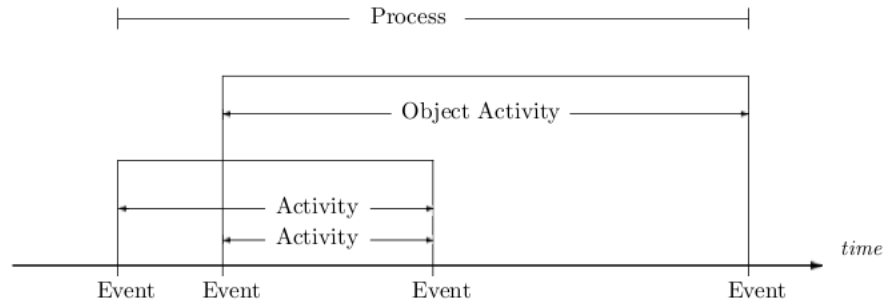 Process
Object Activity
Activity
Activity
time
Event Event Event Event